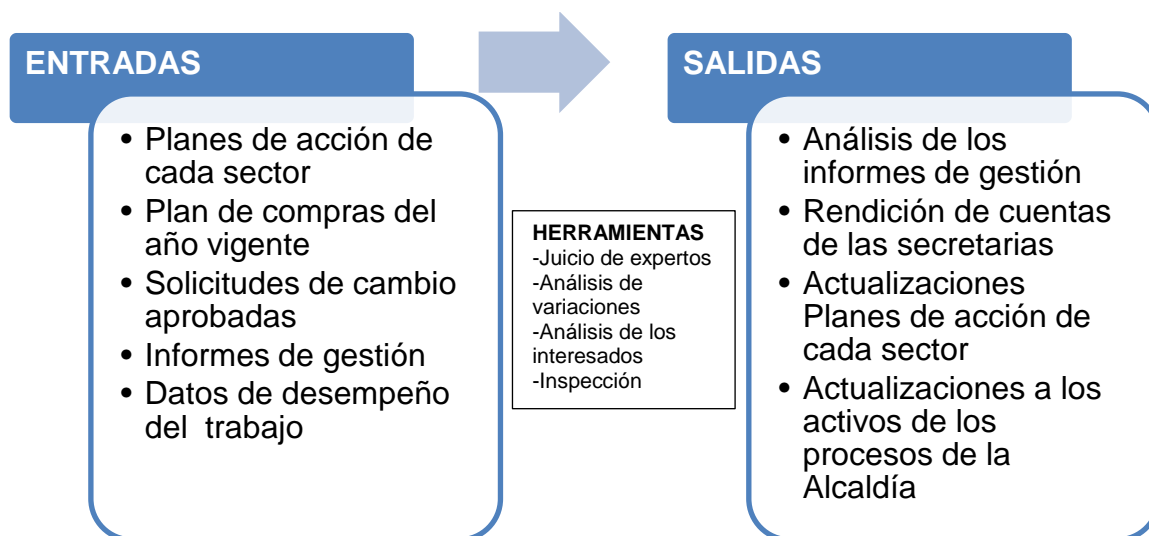 ENTRADAS
• Planes de acción de
cada sector
• Plan de compras del
año vigente
• Solicitudes de cambio
aprobadas
• Informes de gestión
• Datos de desempeño
del trabajo
HERRAMIENTAS
-Juicio de expertos
-Análisis de
variaciones
-Análisis de los
interesados
-Inspección
SALIDAS
• Análisis de los
informes de gestión
• Rendición de cuentas
de las secretarias
• Actualizaciones
Planes de acción de
cada sector
• Actualizaciones a los
activos de los
procesos de la
Alcaldía